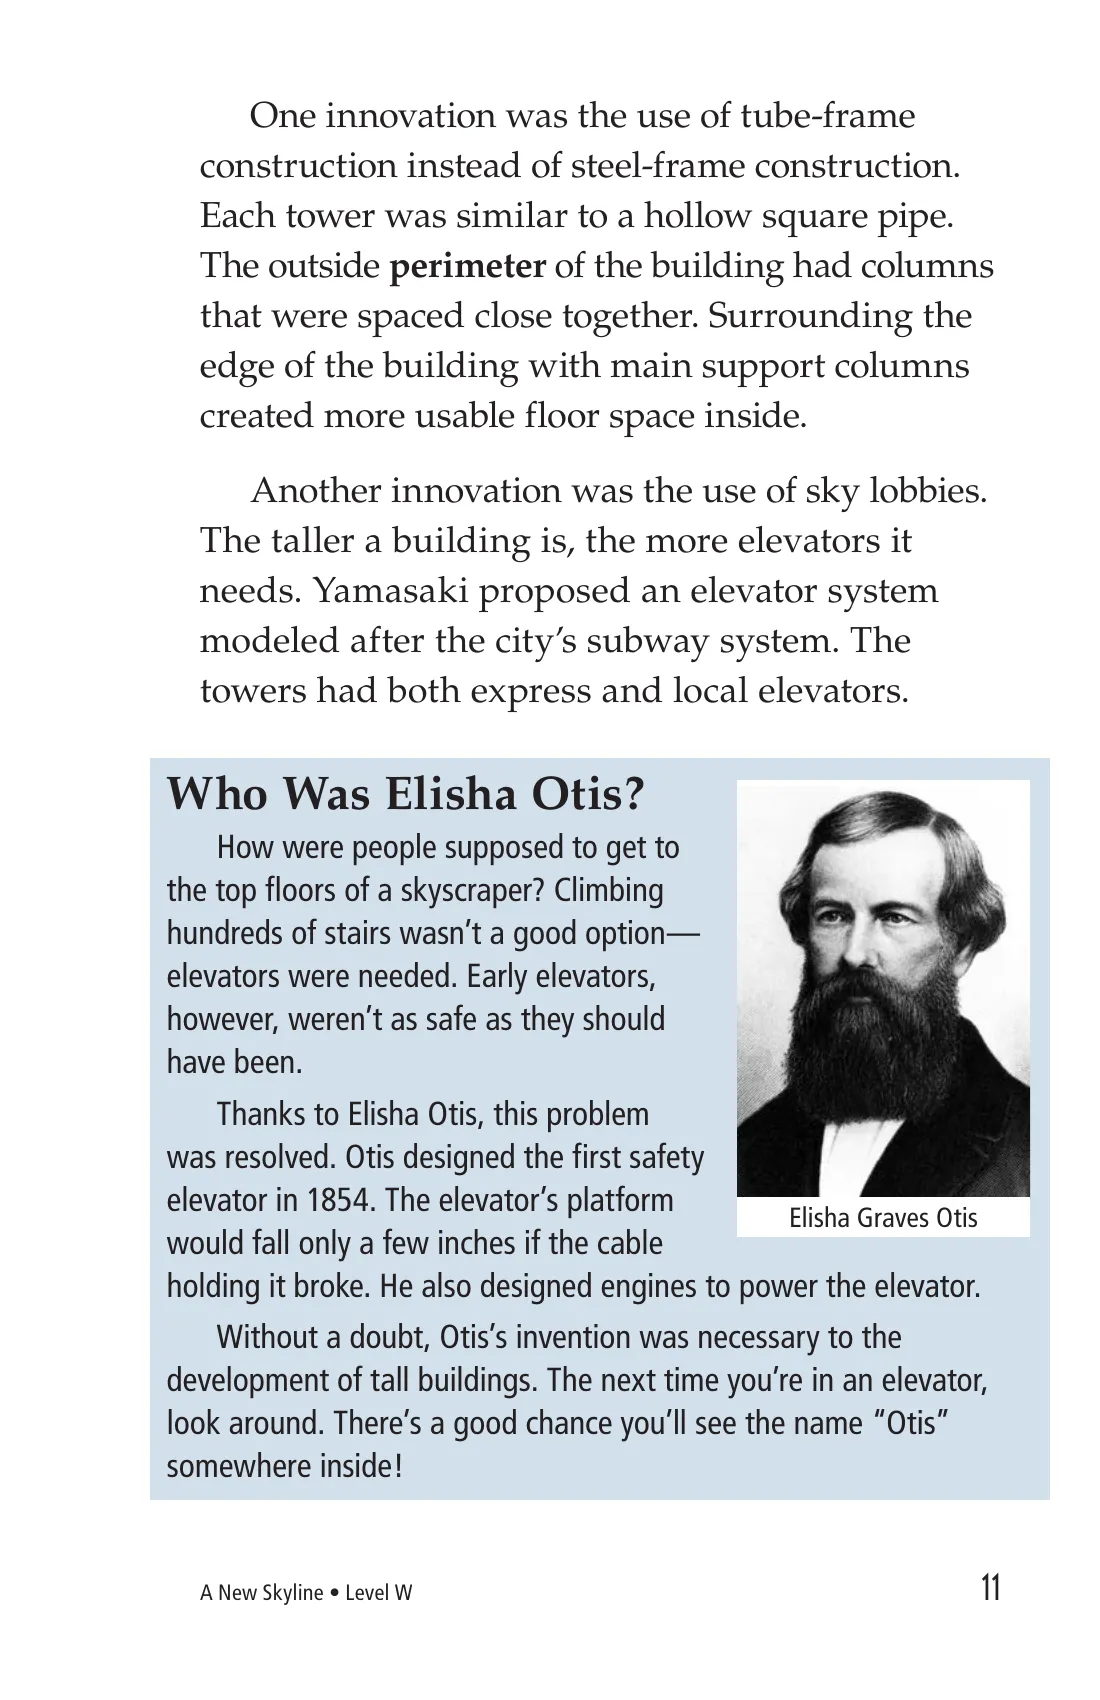 One innovation was the use of tube-frame
construction instead of steel-frame construction.
Each tower was similar to a hollow square pipe.
The outside perimeter of the building had columns
that were spaced close together. Surrounding the
edge of the building with main support columns
created more usable floor space inside.
Another innovation was the use of sky lobbies.
The taller a building is, the more elevators it
needs. Yamasaki proposed an elevator system
modeled after the city’s subway system. The
towers had both express and local elevators.
Who Was Elisha Otis?
How were people supposed to get to
the top floors of a skyscraper? Climbing
hundreds of stairs wasn’t a good option—
elevators were needed. Early elevators,
however, weren’t as safe as they should
have been.
Thanks to Elisha Otis, this problem
was resolved. Otis designed the first safety
elevator in 1854. The elevator’s platform
would fall only a few inches if the cable
holding it broke. He also designed engines to power the elevator.
Without a doubt, Otis’s invention was necessary to the
development of tall buildings. The next time you’re in an elevator,
look around. There’s a good chance you’ll see the name “Otis”
somewhere inside!
Elisha Graves Otis
A New Skyline • Level W
11